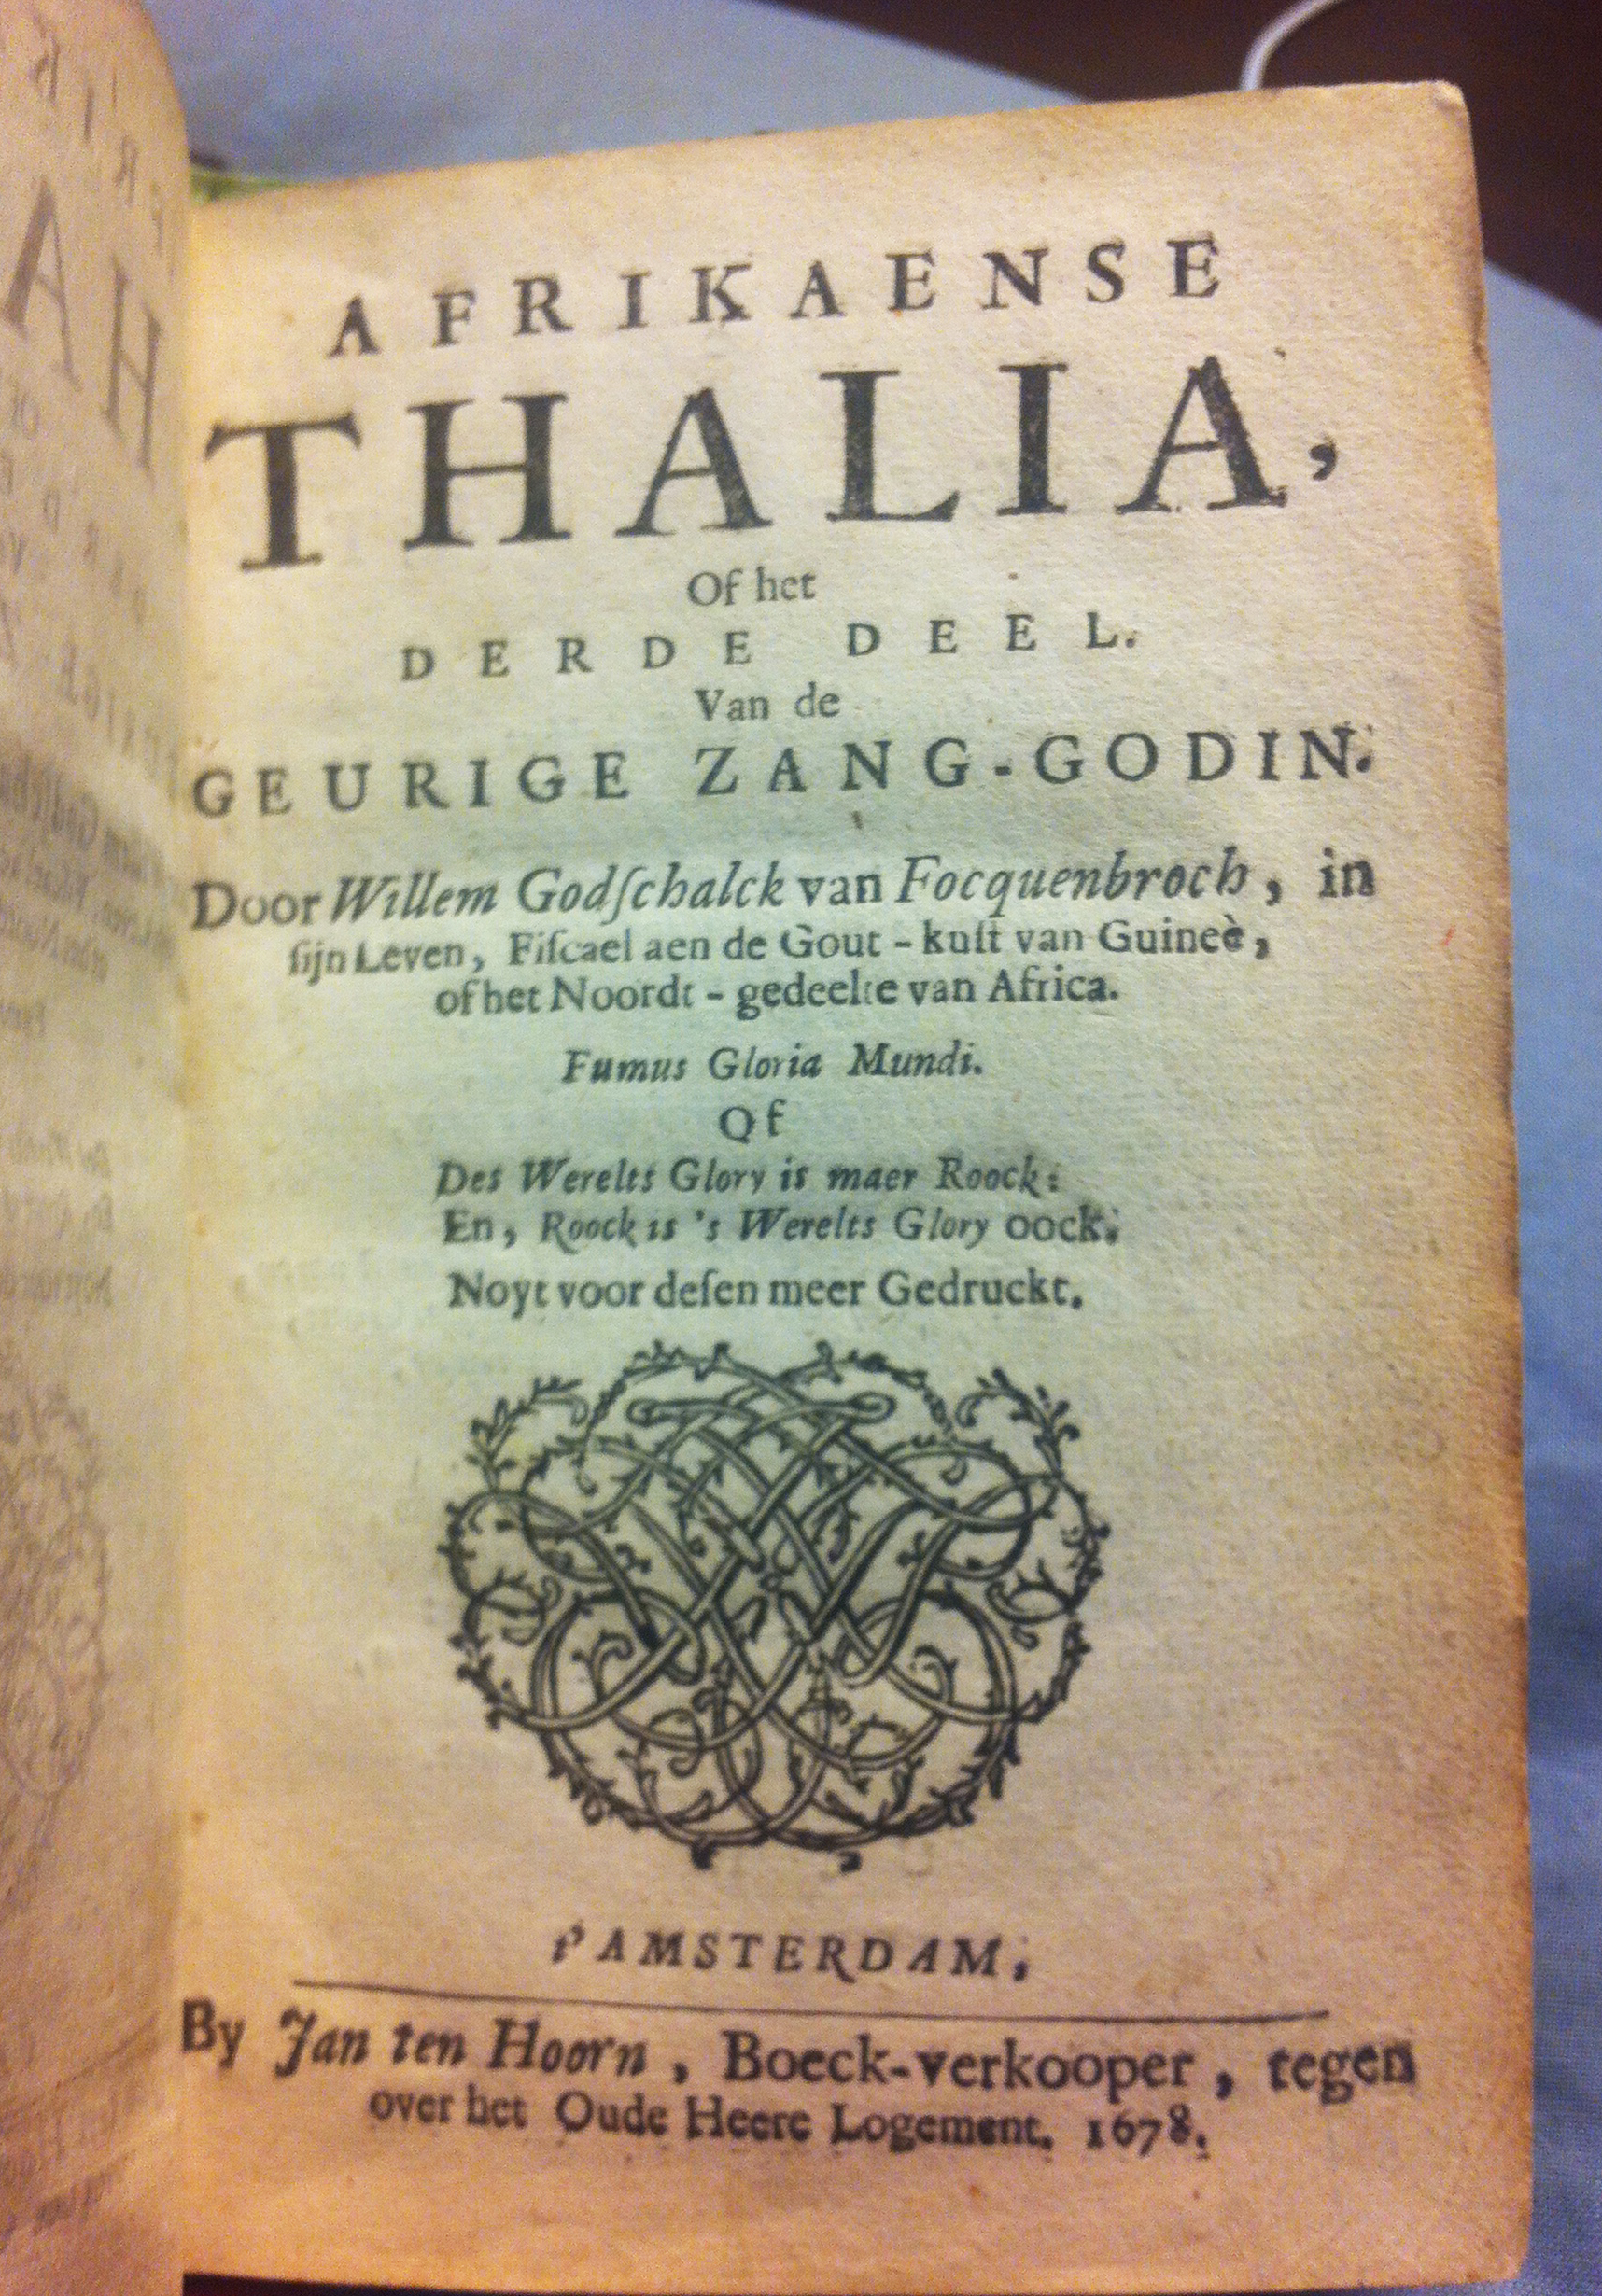 AFRIKAENSE
THALIA,
Of het
DERDE DEEL.
Van de
GEURIGE ZANG-GODIN.
Door Willem Godſchalck van Focquenbroch, in
ſijn Leven, Fiſcael aen de Gout-kuſt van Guineè,
of het Noordt-gedeelte van Africa.
Fumus Gloria Mundi.
Of
Des Werelts Glory is maer Roock:
En, Roock is 's Werelts Glory oock.
Noyt voor deſen meer Gedruckt.
t'AMSTERDAM,
By Jan ten Hoorn, Boeck-verkooper, tegen
over het Oude Heere Logement. 1678.